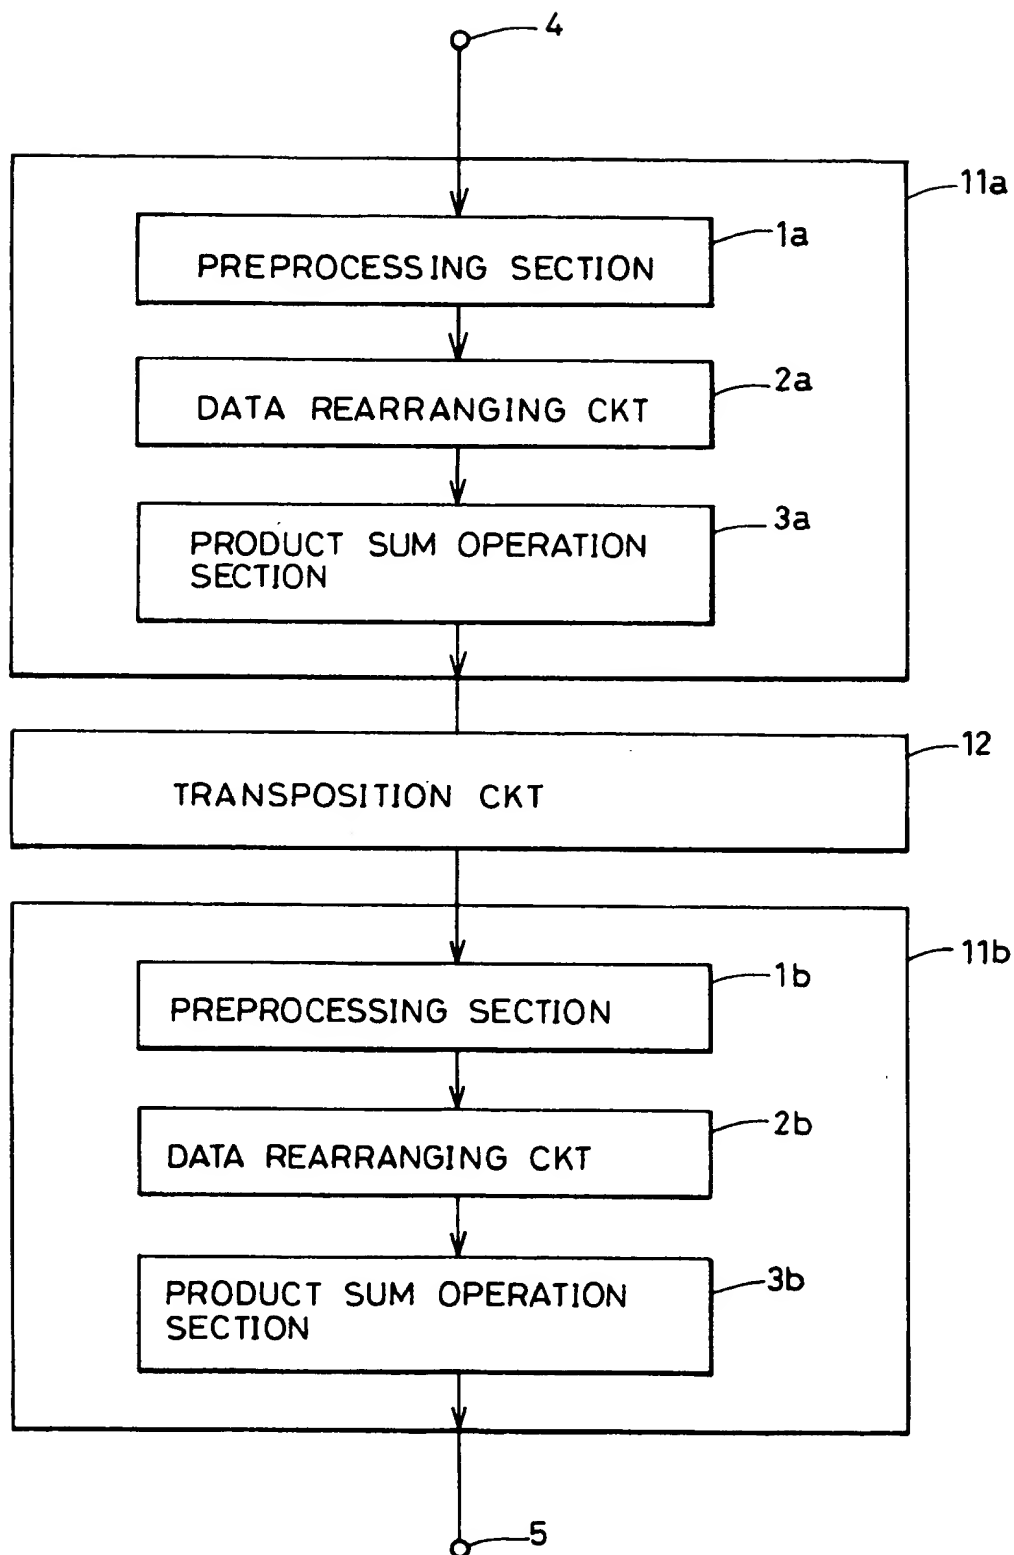 4
11a
1a
PREPROCESSING SECTION
2a
DATA REARRANGING CKT
3a
PRODUCT SUM OPERATION
SECTION
12
TRANSPOSITION CKT
11b
1b
PREPROCESSING SECTION
2b
DATA REARRANGING CKT
3b
PRODUCT SUM OPERATION
SECTION
5